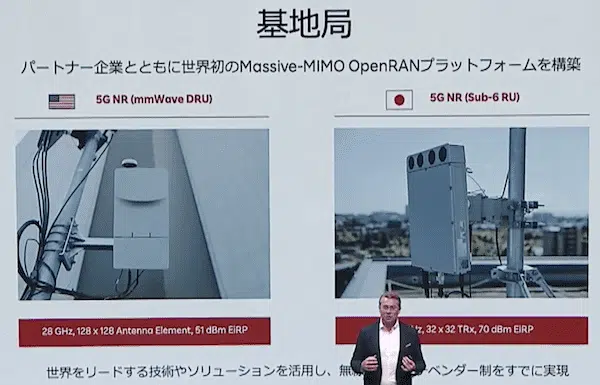 基地局
パートナー企業とともに世界初のMassive-MIMO OpenRANプラットフォームを構築
5G NR (mmWave DRU)
5G NR (Sub-6 RU)
28 GHz, 128 x 128 Antenna Element, 51 dBm EiRP
z, 32 x 32 TRx, 70 dBm EiRP
世界をリードする技術やソリューションを活用し、無 ベンダー制をすでに実現